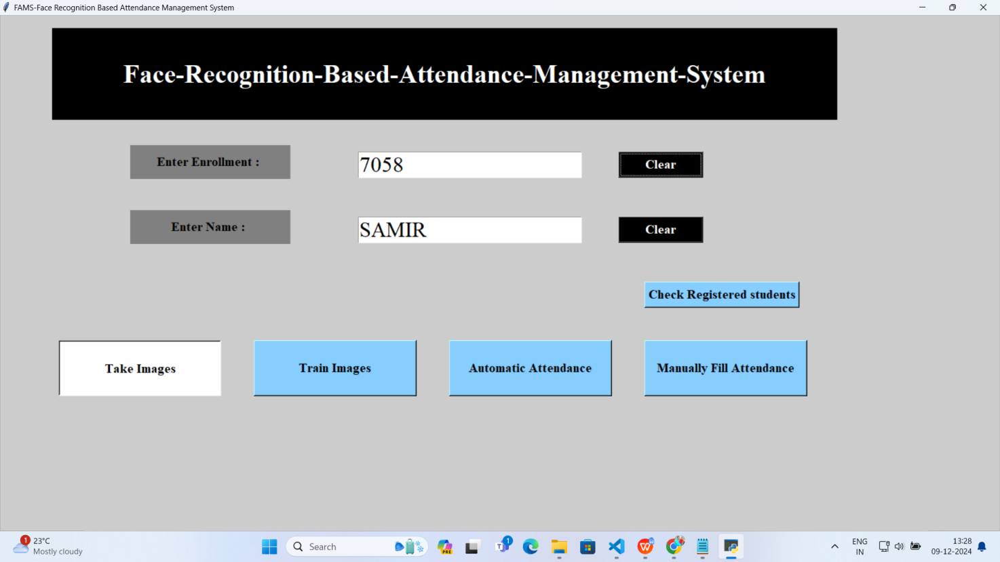 FAMS-Face Recognition Based Attendance Management System
Face-Recognition-Based-Attendance-Management-System
Enter Enrollment :
7058
Clear
Enter Name :
SAMIR
Clear
Check Registered students
Take Images
Train Images
Automatic Attendance
Manually Fill Attendance
1
23°C
Mostly cloudy
Search
PRE
1
ENG
IN
13:28
09-12-2024